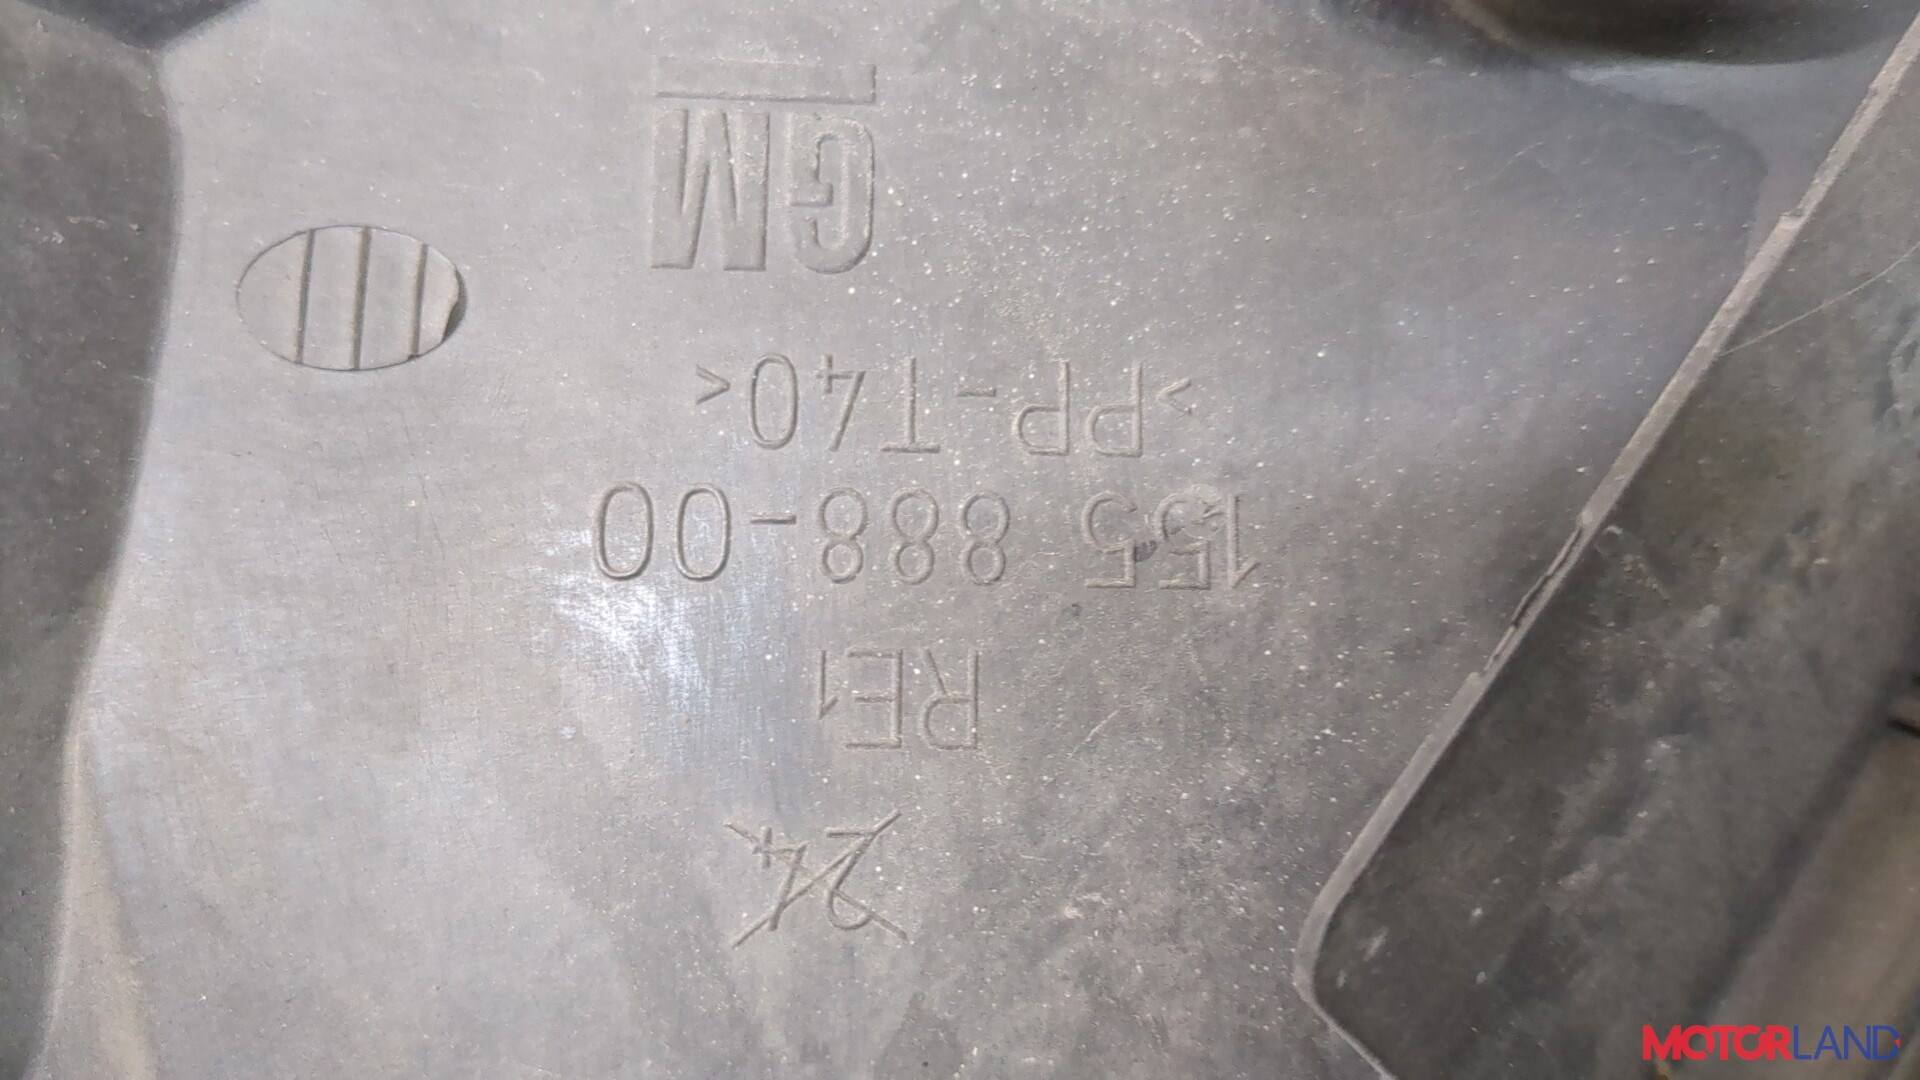 24
RE1
155 888-00
>PP-T40<
GM
MOTORLAND